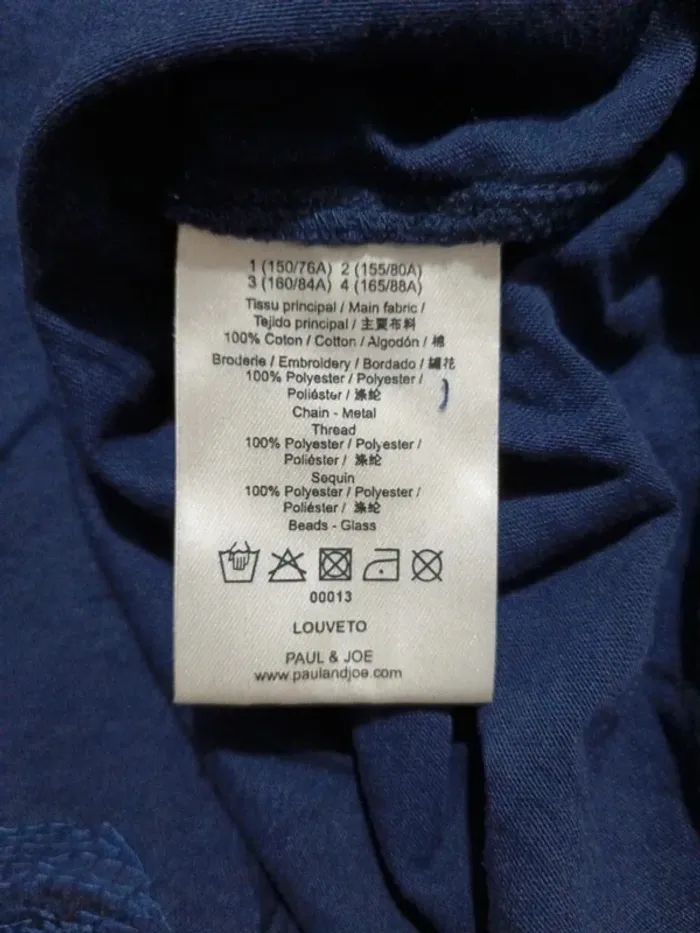 1 (150/76A) 2 (155/80A)
3 (160/84A) 4 (165/88A)
Tissu principal / Main fabric /
Tejido principal / 主要布料
100% Coton / Cotton / Algodón / 棉
Broderie / Embroidery / Bordado / 繡花
100% Polyester / Polyester /
Poliéster / 涤纶
Chain - Metal
Thread
100% Polyester / Polyester /
Poliéster / 涤纶
Sequin
100% Polyester / Polyester /
Poliéster / 涤纶
Beads - Glass
00013
LOUVETO
PAUL & JOE
www.paulandjoe.com